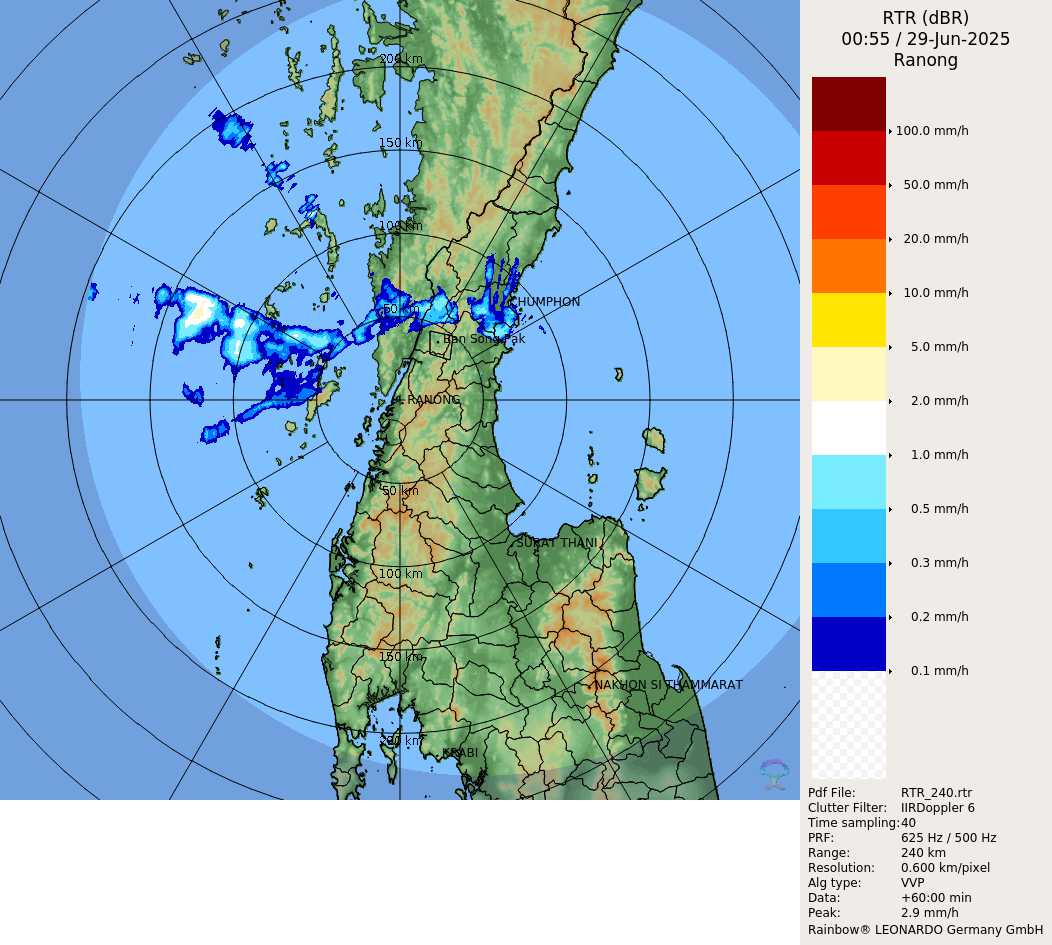 RTR (dBR)
00:55 / 29-Jun-2025
Ranong
200 km
150 km
100 km
50 km
CHUMPHON
Ban Song Pak
RANONG
50 km
SURAT THANI
100 km
150 km
NAKHON SI THAMMARAT
200 km
KRABI
100.0 mm/h
50.0 mm/h
20.0 mm/h
10.0 mm/h
5.0 mm/h
2.0 mm/h
1.0 mm/h
0.5 mm/h
0.3 mm/h
0.2 mm/h
0.1 mm/h
Pdf File: RTR_240.rtr
Clutter Filter: IIRDoppler 6
Time sampling:40
PRF: 625 Hz / 500 Hz
Range: 240 km
Resolution: 0.600 km/pixel
Alg type: VVP
Data: +60:00 min
Peak: 2.9 mm/h
Rainbow® LEONARDO Germany GmbH